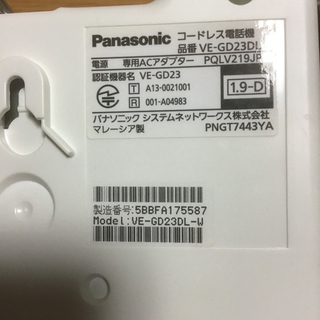 Panasonic コードレス電話機
品番 VE-GD23DL
電源 専用ACアダプター PQLV219JP
認証機器名 VE-GD23
T A13-0021001
R 001-A04983
1.9-D
パナソニック システムネットワークス株式会社
マレーシア製 PNGT7443YA
製造番号:5BBFA175587
Model:VE-GD23DL-W